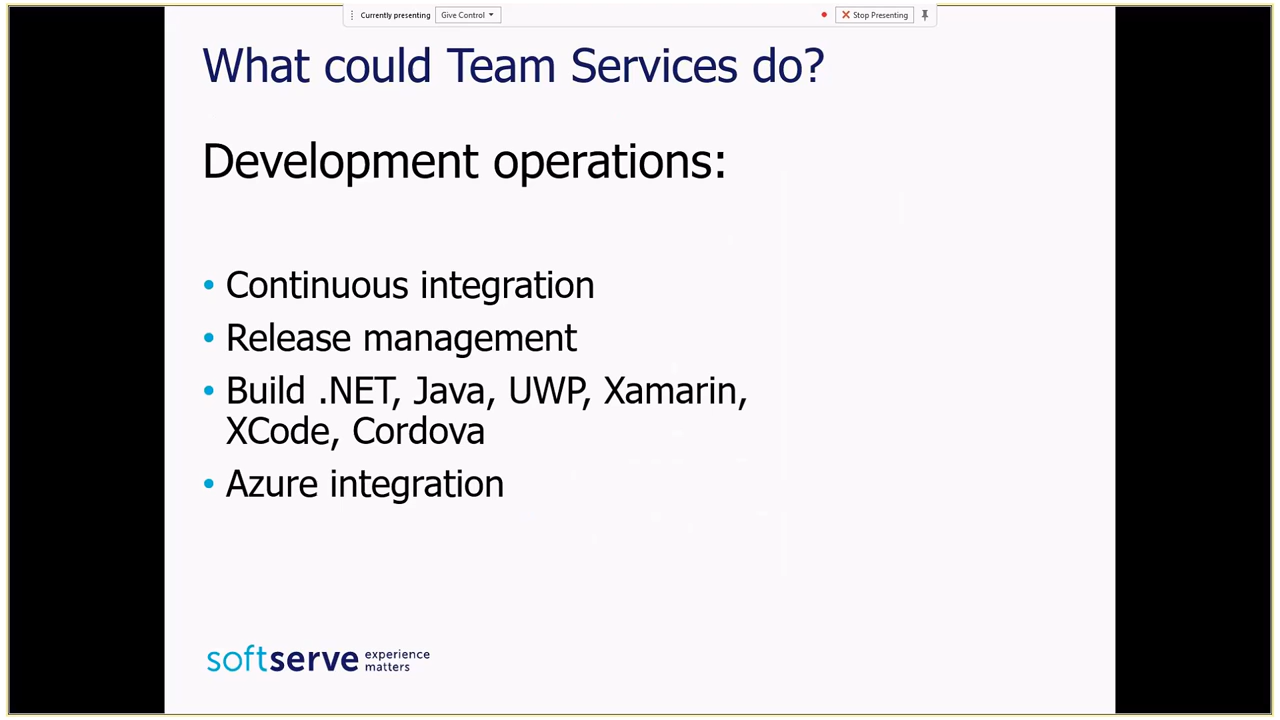 Currently presenting Give Control Stop Presenting
What could Team Services do?
Development operations:
• Continuous integration
• Release management
• Build .NET, Java, UWP, Xamarin,
XCode, Cordova
• Azure integration
softserve experience
matters